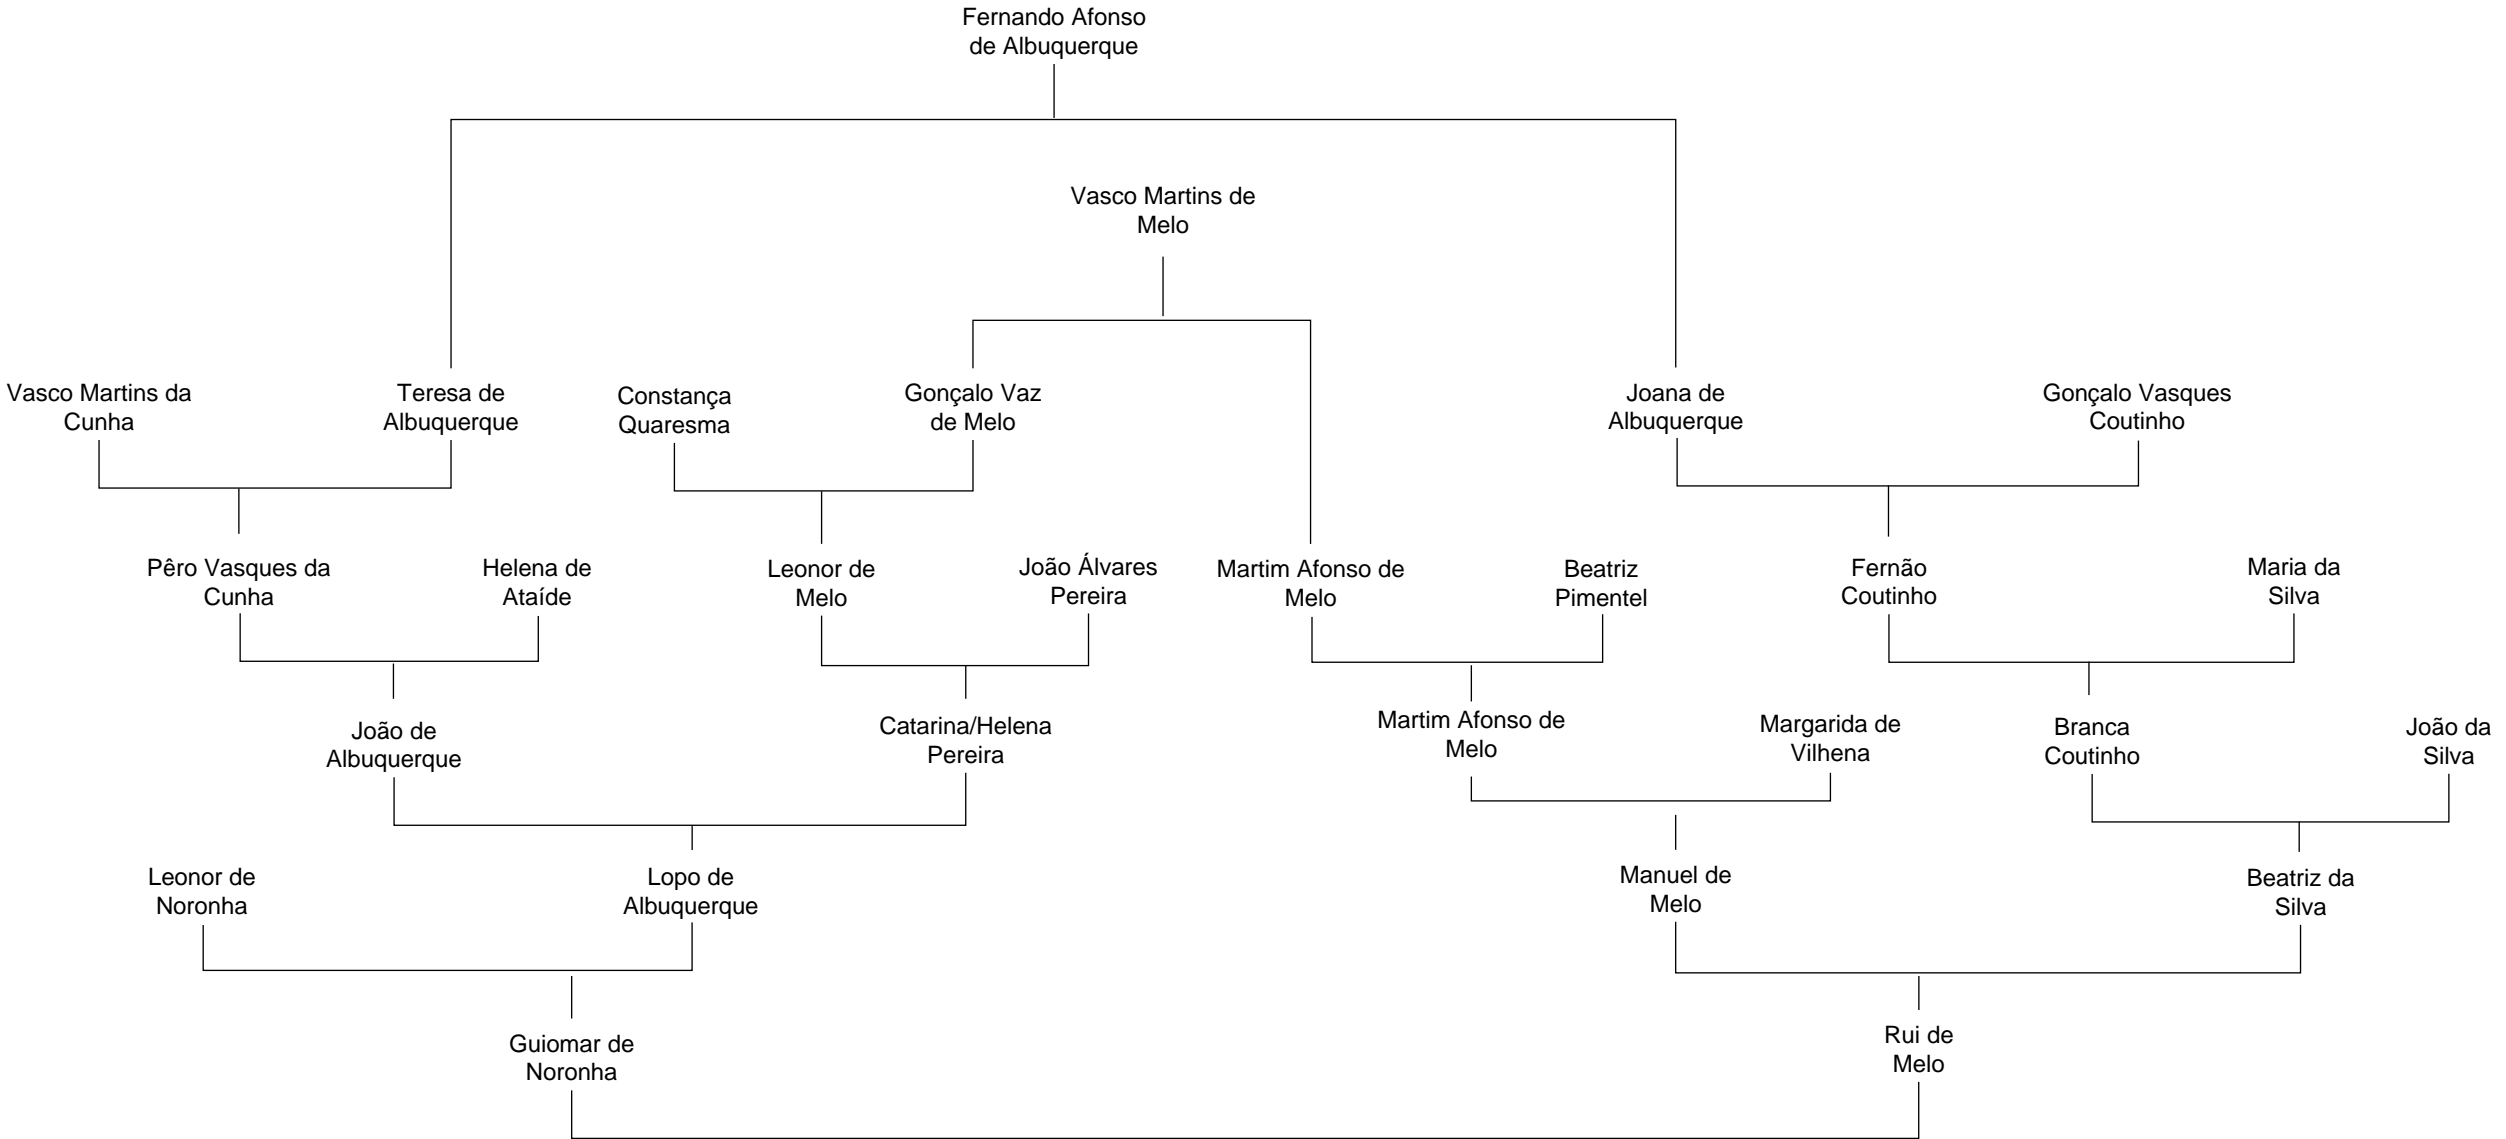 Fernando Afonso
de Albuquerque
Vasco Martins de
Melo
Vasco Martins da
Cunha
Teresa de
Albuquerque
Constança
Quaresma
Gonçalo Vaz
de Melo
Joana de
Albuquerque
Gonçalo Vasques
Coutinho
Pêro Vasques da
Cunha
Helena de
Ataíde
Leonor de
Melo
João Álvares
Pereira
Martim Afonso de
Melo
Beatriz
Pimentel
Fernão
Coutinho
Maria da
Silva
João de
Albuquerque
Catarina/Helena
Pereira
Martim Afonso de
Melo
Margarida de
Vilhena
Branca
Coutinho
João da
Silva
Leonor de
Noronha
Lopo de
Albuquerque
Manuel de
Melo
Beatriz da
Silva
Guiomar de
Noronha
Rui de
Melo